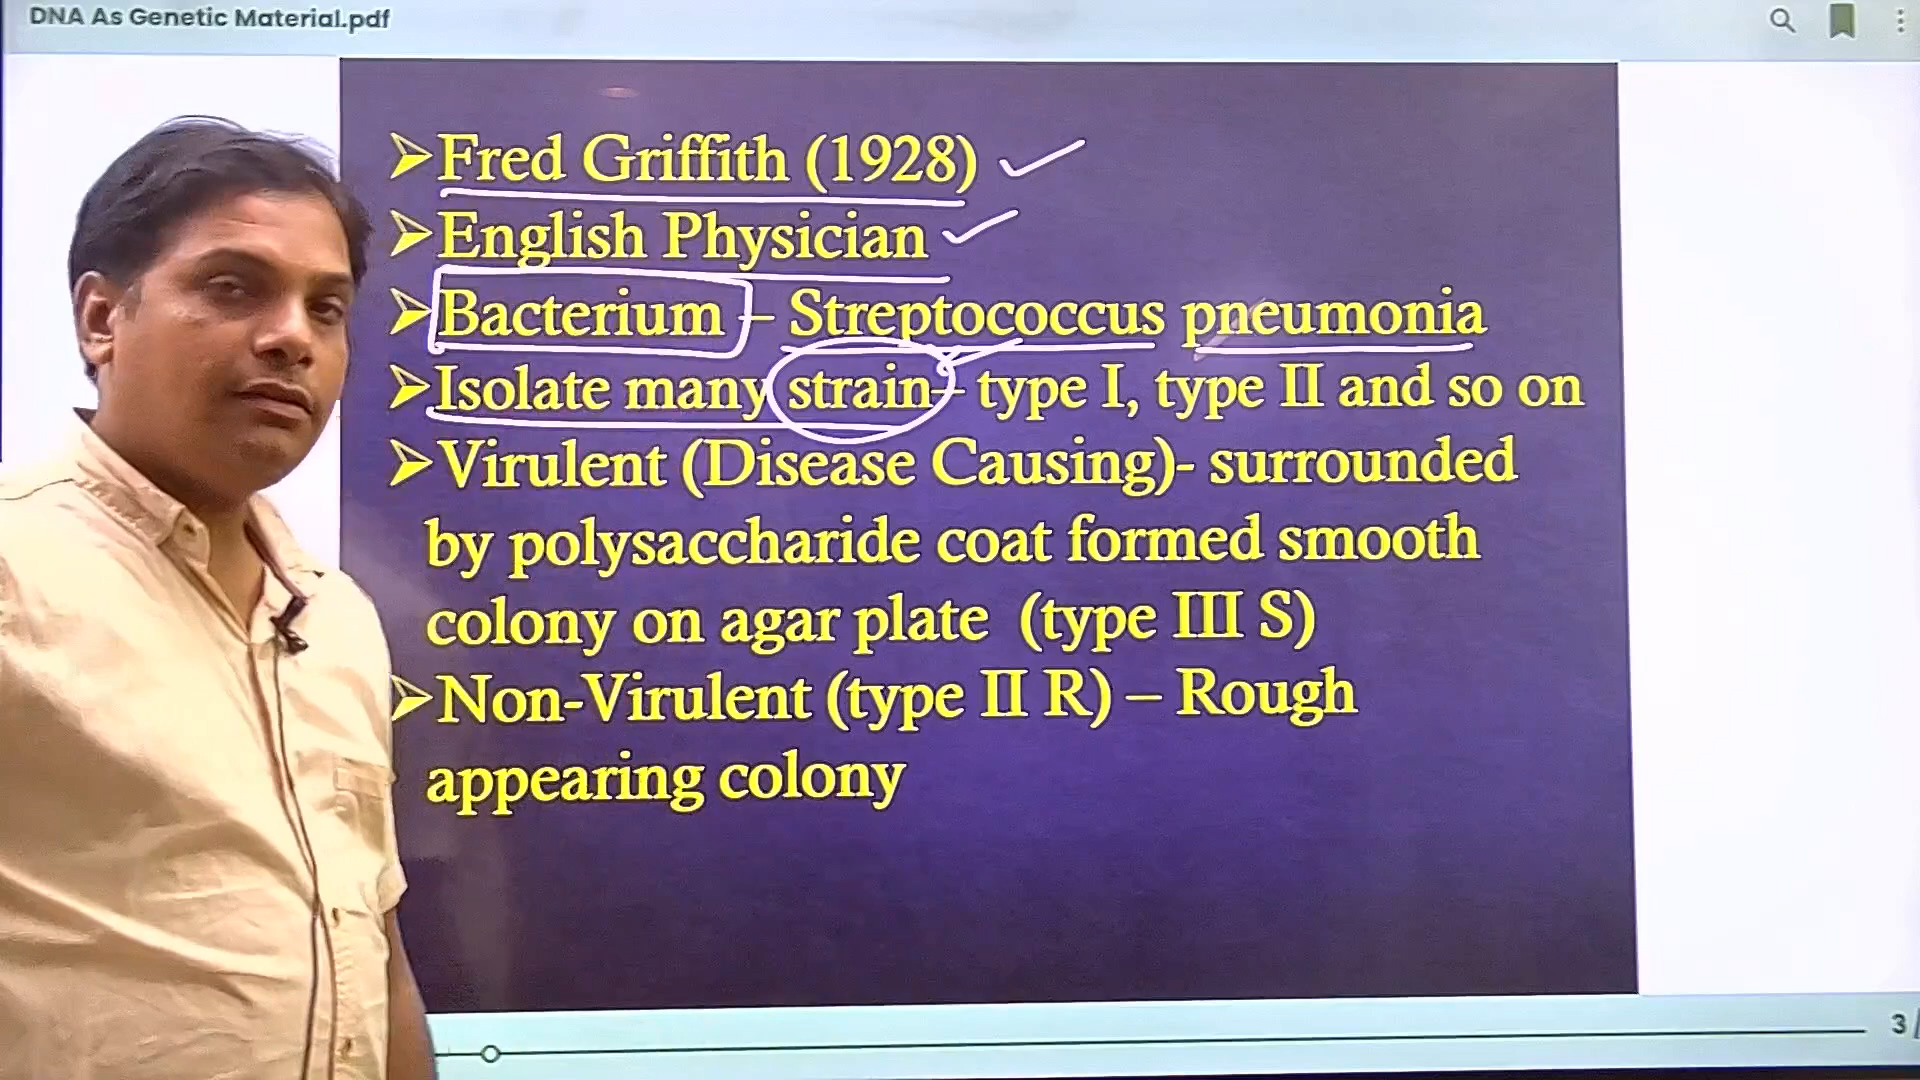 DNA As Genetic Material.pdf
➢Fred Griffith (1928)
➢English Physician
➢Bacterium – Streptococcus pneumonia
➢Isolate many strain– type I, type II and so on
➢Virulent (Disease Causing)- surrounded
by polysaccharide coat formed smooth
colony on agar plate (type III S)
➢Non-Virulent (type II R) – Rough
appearing colony
3/